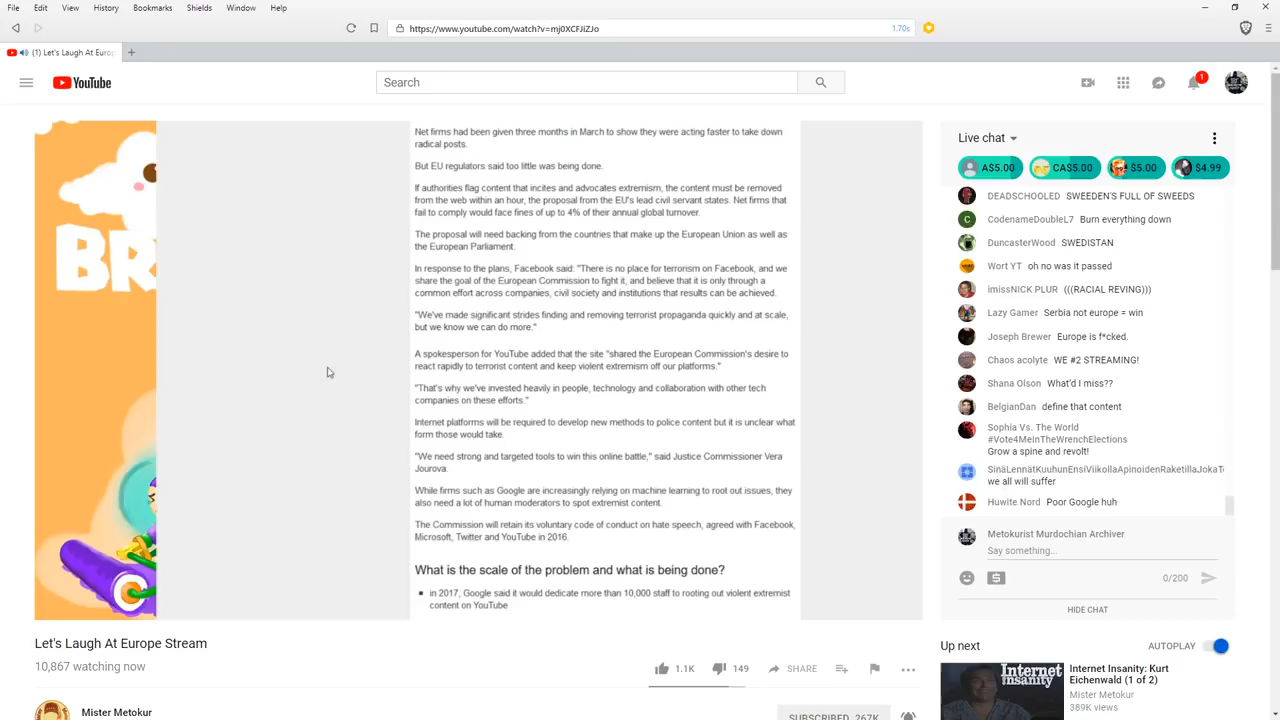 File Edit View History Bookmarks Shields Window Help
https://www.youtube.com/watch?v=mj0XCFJiZJo
1.70s
(1) Let's Laugh At Europ
YouTube
Search
1
BR
Net firms had been given three months in March to show they were acting faster to take down
radical posts.
But EU regulators said too little was being done.
If authorities flag content that incites and advocates extremism, the content must be removed
from the web within an hour, the proposal from the EU's lead civil servant states. Net firms that
fail to comply would face fines of up to 4% of their annual global turnover.
The proposal will need backing from the countries that make up the European Union as well as
the European Parliament.
In response to the plans, Facebook said: "There is no place for terrorism on Facebook, and we
share the goal of the European Commission to fight it, and believe that it is only through a
common effort across companies, civil society and institutions that results can be achieved.
"We've made significant strides finding and removing terrorist propaganda quickly and at scale,
but we know we can do more."
A spokesperson for YouTube added that the site "shared the European Commission's desire to
react rapidly to terrorist content and keep violent extremism off our platforms."
"That's why we've invested heavily in people, technology and collaboration with other tech
companies on these efforts."
Internet platforms will be required to develop new methods to police content but it is unclear what
form those would take.
"We need strong and targeted tools to win this online battle," said Justice Commissioner Vera
Jourova.
While firms such as Google are increasingly relying on machine learning to root out issues, they
also need a lot of human moderators to spot extremist content.
The Commission will retain its voluntary code of conduct on hate speech, agreed with Facebook,
Microsoft, Twitter and YouTube in 2016.
What is the scale of the problem and what is being done?
in 2017, Google said it would dedicate more than 10,000 staff to rooting out violent extremist
content on YouTube
Live chat
A$5.00 CA$5.00 $5.00 $4.99
DEADSCHOOLED SWEEDEN'S FULL OF SWEDS
CodenameDoubleL7 Burn everything down
DuncasterWood SWEDISTAN
Wort YT oh no was it passed
imissNICK PLUR (((RACIAL REVING)))
Lazy Gamer Serbia not europe = win
Joseph Brewer Europe is f*cked.
Chaos acolyte WE #2 STREAMING!
Shana Olson What'd I miss??
BelgianDan define that content
Sophia Vs. The World
#Vote4MeinTheWrenchElections
Grow a spine and revolt!
SinäLennätKuuhunEnsiViikollaApinoidenRaketillaJokaT
we all will suffer
Huwite Nord Poor Google huh
Metokurist Murdochian Archiver
Say something...
0/200
HIDE CHAT
Let's Laugh At Europe Stream
10,867 watching now
1.1K 149 SHARE
Mister Metokur
SUBSCRIBED 267K
Up next AUTOPLAY
Internet Insanity
Internet Insanity: Kurt
Eichenwald (1 of 2)
Mister Metokur
389K views